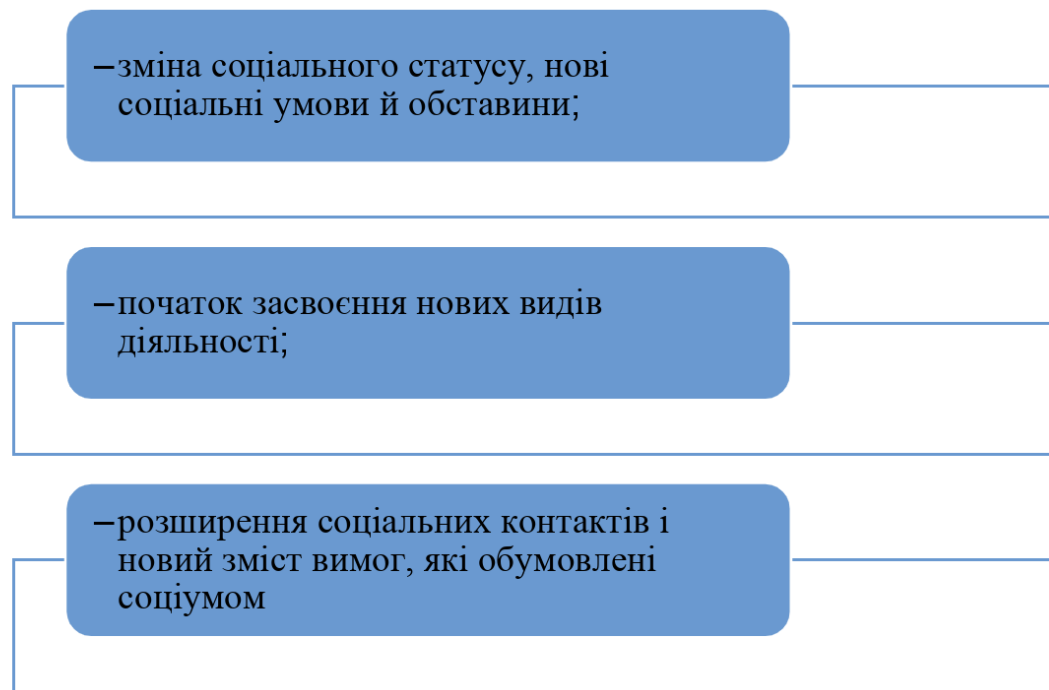 –зміна соціального статусу, нові
соціальні умови й обставини;
–початок засвоєння нових видів
діяльності;
–розширення соціальних контактів і
новий зміст вимог, які обумовлені
соціумом